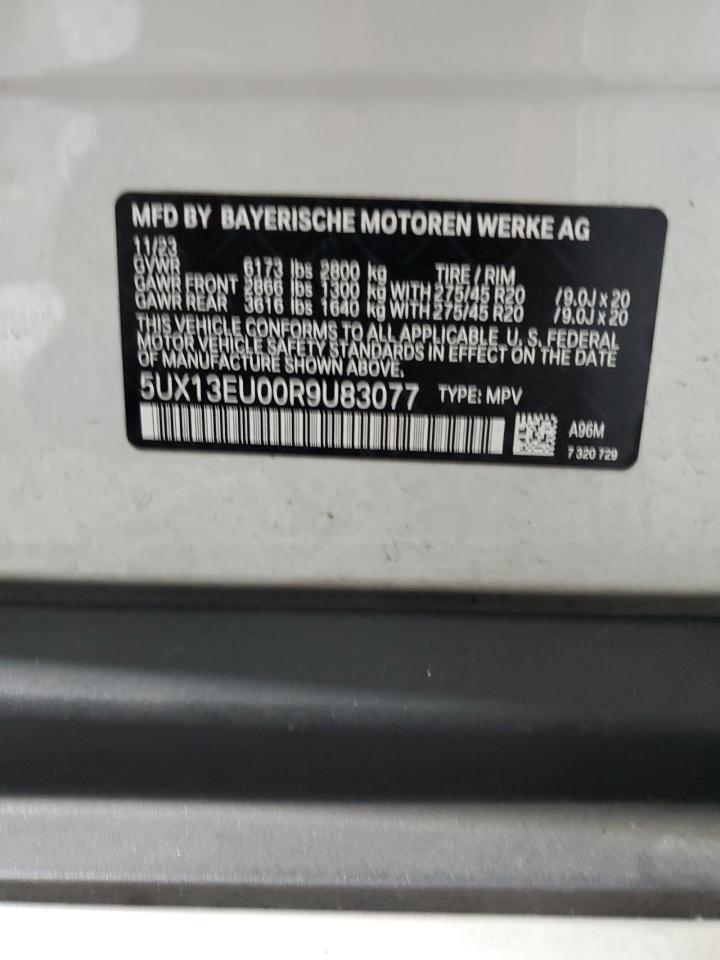 MFD BY BAYERISCHE MOTOREN WERKE AG
11/23
GVWR 6173 lbs 2800 kg TIRE / RIM
GAWR FRONT 2866 lbs 1300 kg WITH 275/45 R20 /9.0J x 20
GAWR REAR 3616 lbs 1640 kg WITH 275/45 R20 /9.0J x 20
THIS VEHICLE CONFORMS TO ALL APPLICABLE U. S. FEDERAL
MOTOR VEHICLE SAFETY STANDARDS IN EFFECT ON THE DATE
OF MANUFACTURE SHOWN ABOVE.
5UX13EU00R9U83077 TYPE: MPV
A96M
7 320 729